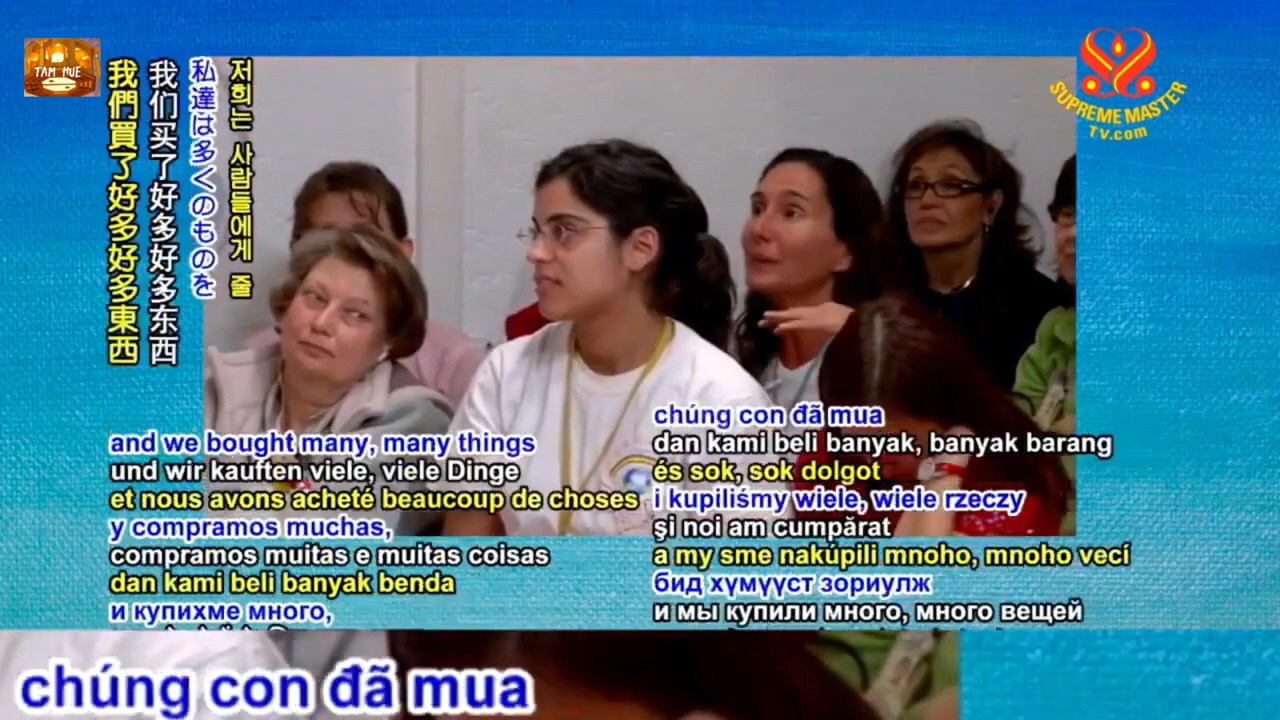 TAM HUE
我們買了好多好多東西
我们买了好多好多东西
私達は多くのものを
저희는 사람들에게 줄
SUPREME MASTER
TV.com
and we bought many, many things
und wir kauften viele, viele Dinge
et nous avons acheté beaucoup de choses
y compramos muchas,
compramos muitas e muitas coisas
dan kami beli banyak benda
и купихме много,
chúng con đã mua
dan kami beli banyak, banyak barang
és sok, sok dolgot
i kupiliśmy wiele, wiele rzeczy
şi noi am cumpărat
a my sme nakúpili mnoho, mnoho vecí
бид хүмүүст зориулж
и мы купили много, много вещей
chúng con đã mua